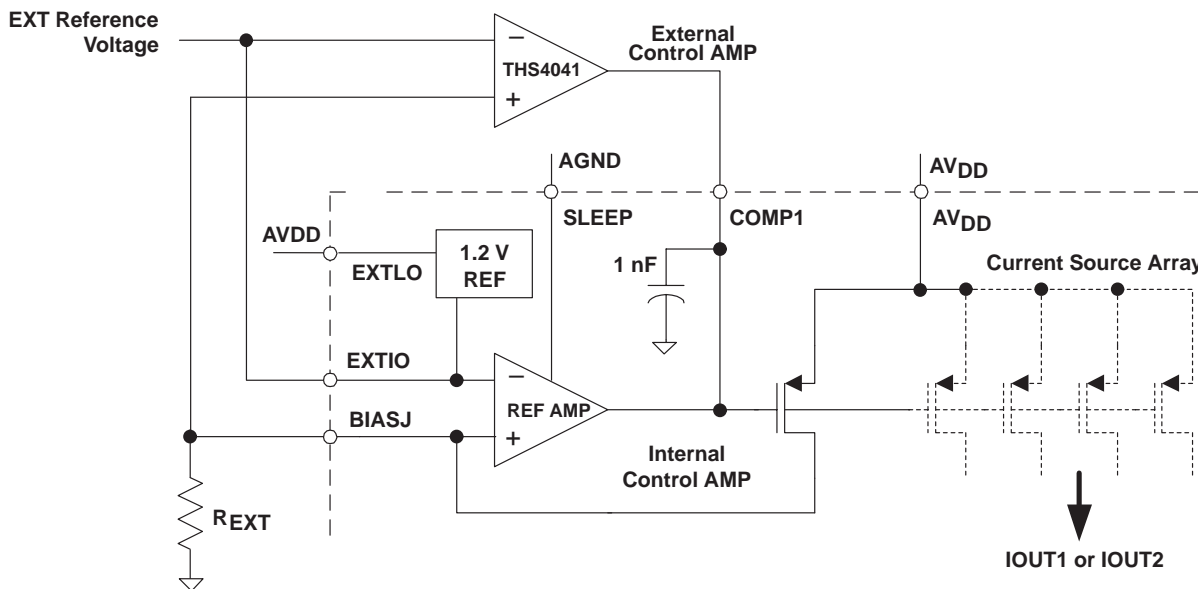 EXT Reference
Voltage
−
THS4041
+
External
Control AMP
AGND
SLEEP
COMP1
AVDD
AVDD
AVDD
EXTLO
1.2 V
REF
1 nF
Current Source Array
EXTIO
−
REF AMP
+
BIASJ
Internal
Control AMP
REXT
IOUT1 or IOUT2